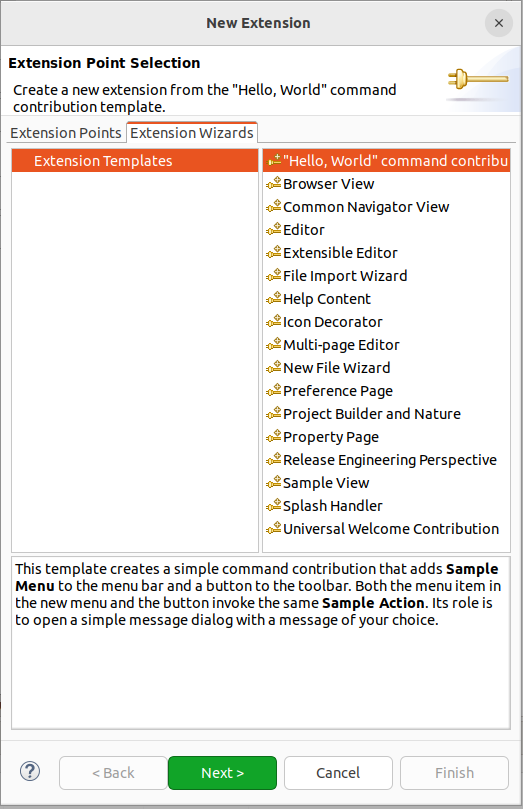 New Extension
Extension Point Selection
Create a new extension from the "Hello, World" command
contribution template.
Extension Points
Extension Wizards
Extension Templates
"Hello, World" command contribu
Browser View
Common Navigator View
Editor
Extensible Editor
File Import Wizard
Help Content
Icon Decorator
Multi-page Editor
New File Wizard
Preference Page
Project Builder and Nature
Property Page
Release Engineering Perspective
Sample View
Splash Handler
Universal Welcome Contribution
This template creates a simple command contribution that adds Sample
Menu to the menu bar and a button to the toolbar. Both the menu item in
the new menu and the button invoke the same Sample Action. Its role is
to open a simple message dialog with a message of your choice.
? < Back Next > Cancel Finish